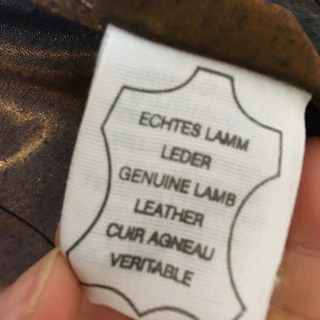 ECHTES LAMM
LEDER
GENUINE LAMB
LEATHER
CUIR AGNEAU
VERITABLE